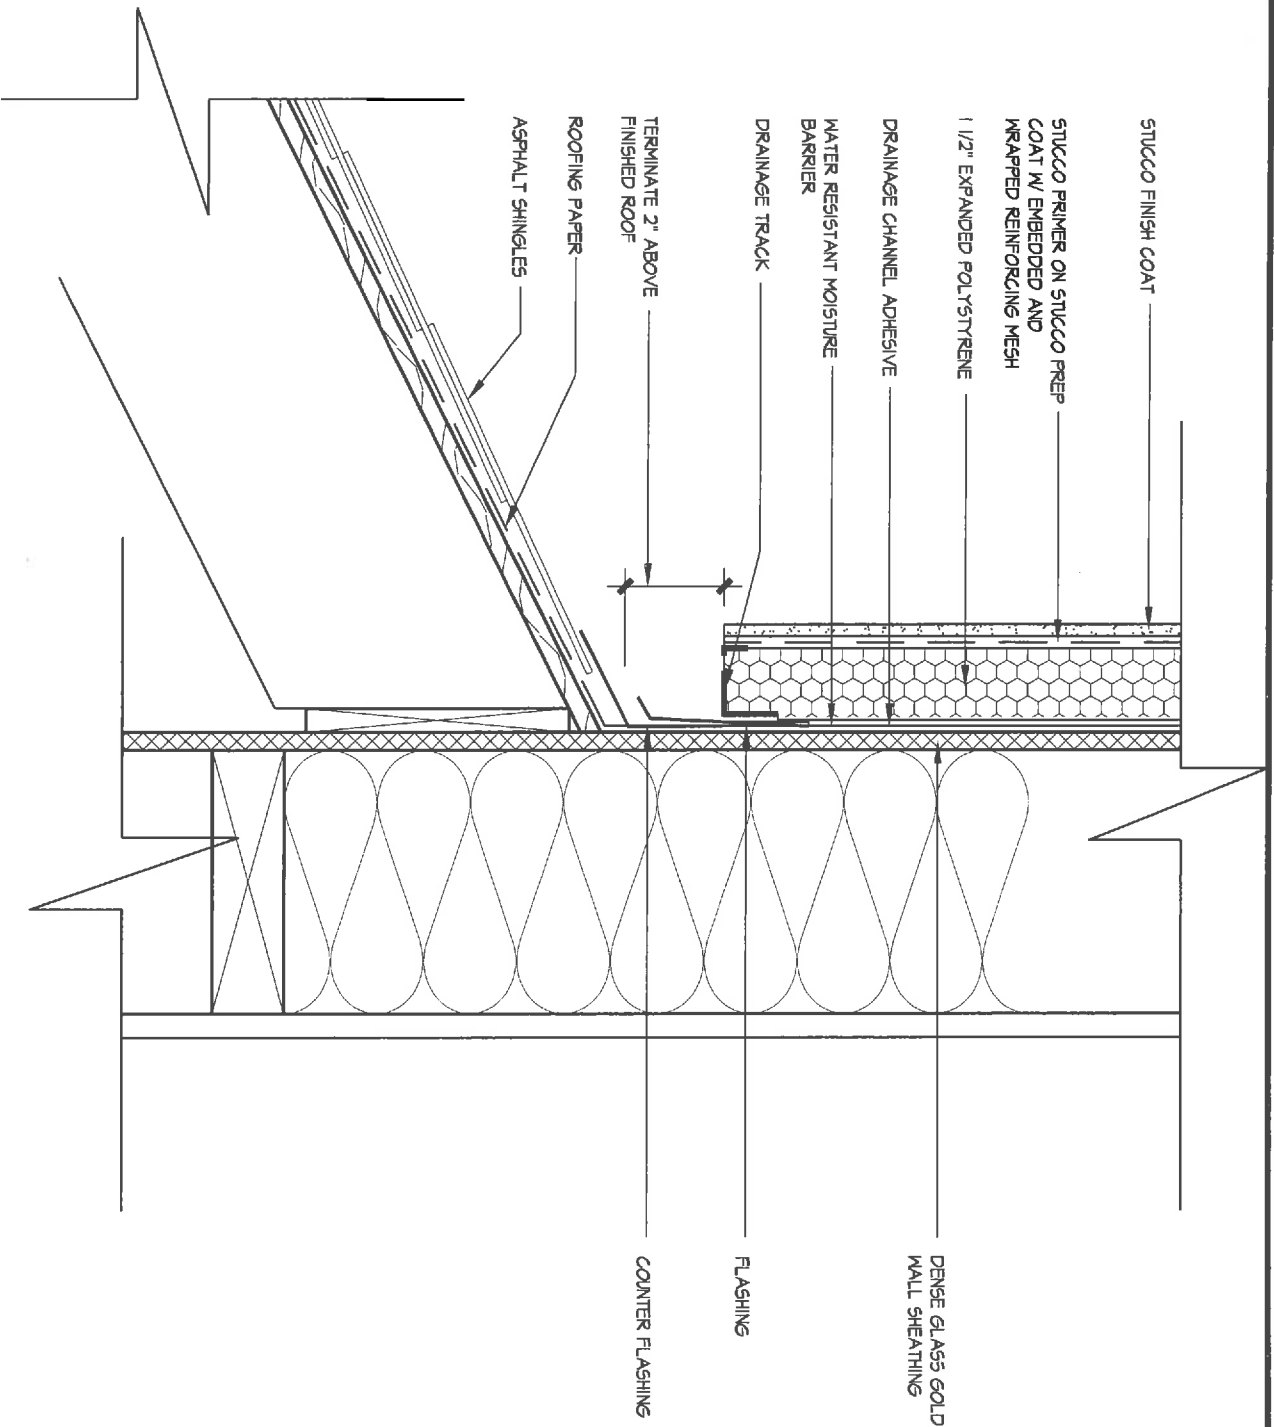 STUCCO FINISH COAT
STUCCO PRIMER ON STUCCO PREP
COAT W/ EMBEDDED AND
WRAPPED REINFORCING MESH
1 1/2" EXPANDED POLYSTYRENE
DRAINAGE CHANNEL ADHESIVE
WATER RESISTANT MOISTURE
BARRIER
DRAINAGE TRACK
TERMINATE 2" ABOVE
FINISHED ROOF
ROOFING PAPER
ASPHALT SHINGLES
DENSE GLASS GOLD
WALL SHEATHING
FLASHING
COUNTER FLASHING